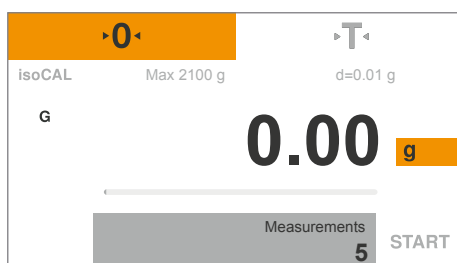 0 T
isoCAL Max 2100 g d=0.01 g
G
0.00 g
Measurements
5 START